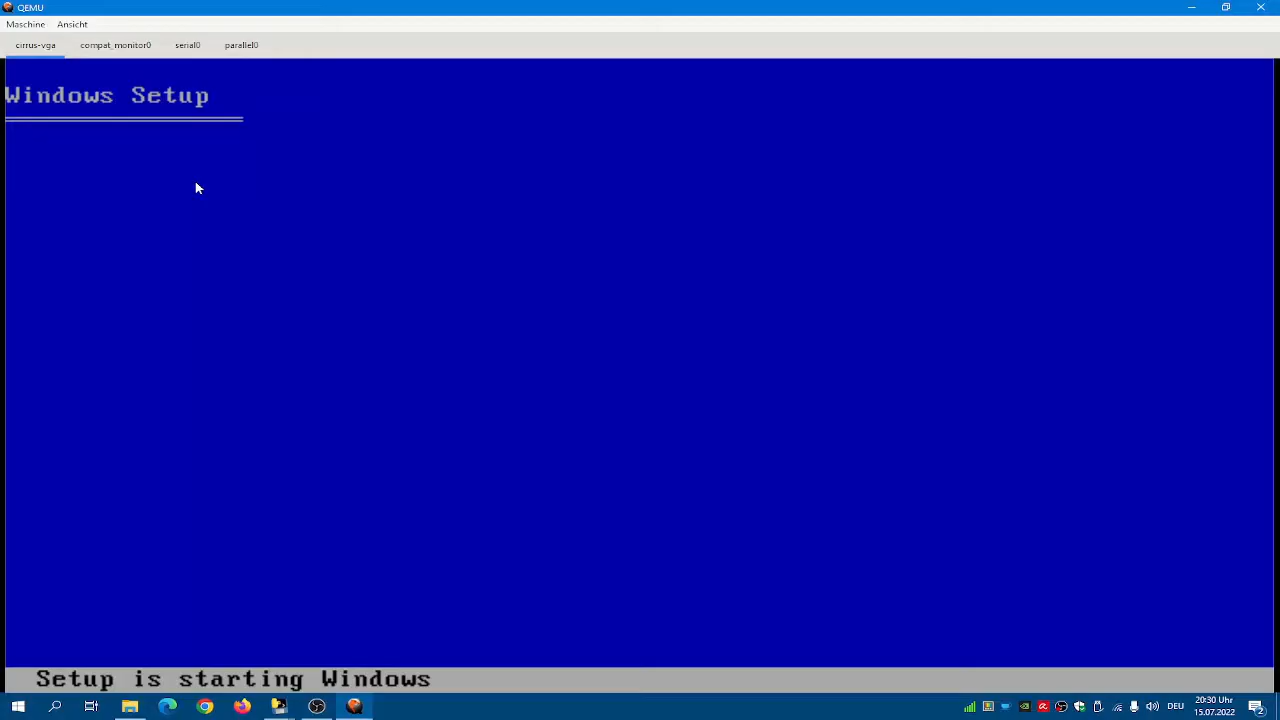 QEMU
Maschine Ansicht
cirrus-vga compat_monitor0 serial0 parallel0
Windows Setup
Setup is starting Windows
DEU
20:30 Uhr
15.07.2022
2